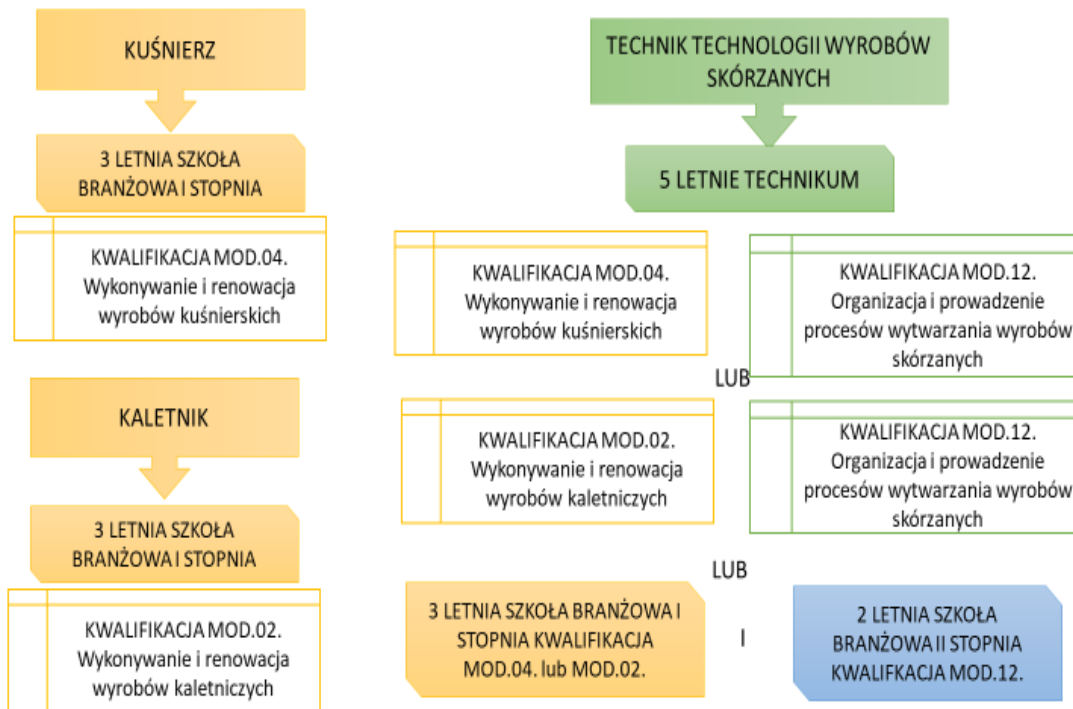 KUŚNIERZ
3 LETNIA SZKOŁA
BRANŻOWA I STOPNIA
KWALIFIKACJA MOD.04.
Wykonywanie i renowacja
wyrobów kuśnierskich
KALETNIK
3 LETNIA SZKOŁA
BRANŻOWA I STOPNIA
KWALIFIKACJA MOD.02.
Wykonywanie i renowacja
wyrobów kaletniczych
TECHNIK TECHNOLOGII WYROBÓW
SKÓRZANYCH
5 LETNIE TECHNIKUM
KWALIFIKACJA MOD.04.
Wykonywanie i renowacja
wyrobów kuśnierskich
KWALIFIKACJA MOD.12.
Organizacja i prowadzenie
procesów wytwarzania wyrobów
skórzanych
LUB
KWALIFIKACJA MOD.02.
Wykonywanie i renowacja
wyrobów kaletniczych
KWALIFIKACJA MOD.12.
Organizacja i prowadzenie
procesów wytwarzania wyrobów
skórzanych
LUB
3 LETNIA SZKOŁA BRANŻOWA I
STOPNIA KWALIFIKACJA
MOD.04. lub MOD.02.
I
2 LETNIA SZKOŁA
BRANŻOWA II STOPNIA
KWALIFKACJA MOD.12.